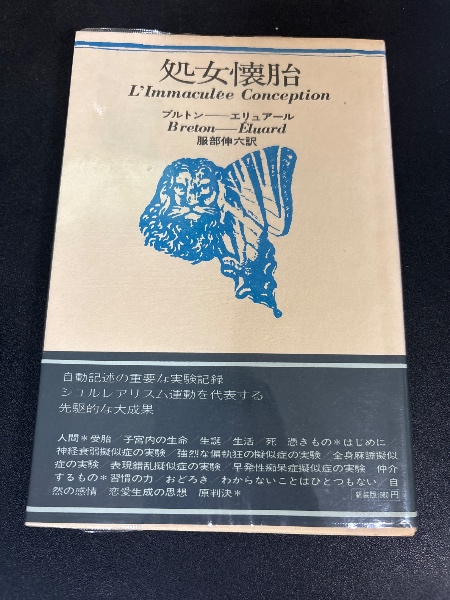 処女懐胎
L'Immaculée Conception
ブルトン——エリュアール
Breton—Éluard
服部伸六訳
自動記述の重要な実験記録
シュルレアリスム運動を代表する
先駆的な大成果
人間*受胎/子宮内の生命/生誕/生活/死 憑きもの*はじめに/
神経衰弱擬似症の実験/強烈な偏執狂の擬似症の実験/全身麻痺擬似
症の実験/表現錯乱擬似症の実験/早発性痴呆症擬似症の実験 仲介
するもの*習慣の力/おどろき/わからないことはひとつもない/自
然の感情/恋愛生成の思想 原判決*
新装版980円